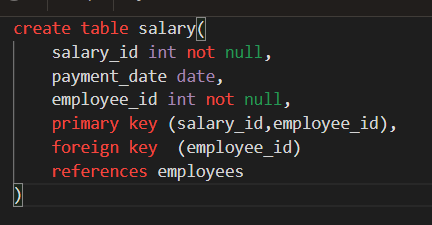 create table salary(
salary_id int not null,
payment_date date,
employee_id int not null,
primary key (salary_id,employee_id),
foreign key  (employee_id)
references employees
)